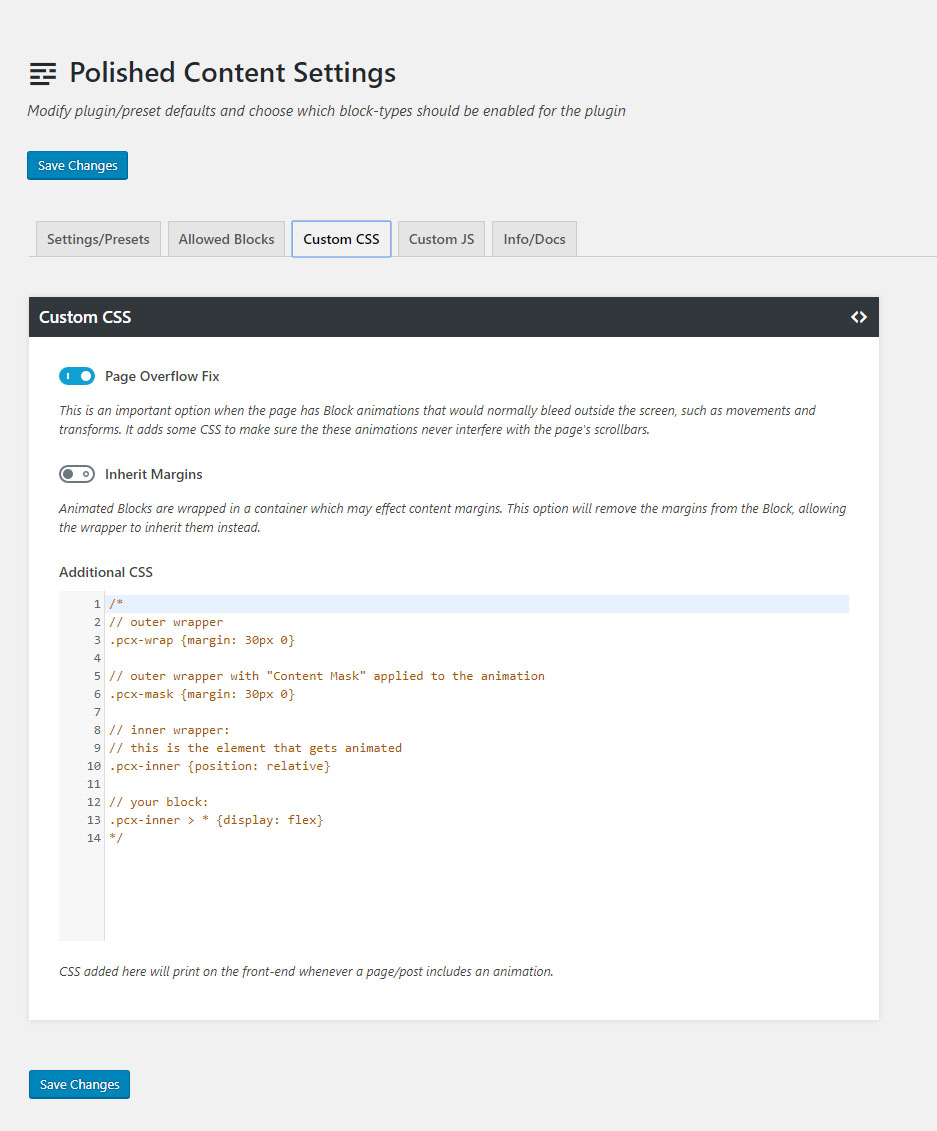 Polished Content Settings
Modify plugin/preset defaults and choose which block-types should be enabled for the plugin
Save Changes
Settings/Presets
Allowed Blocks
Custom CSS
Custom JS
Info/Docs
Custom CSS
Page Overflow Fix
This is an important option when the page has Block animations that would normally bleed outside the screen, such as movements and
transforms. It adds some CSS to make sure the these animations never interfere with the page's scrollbars.
Inherit Margins
Animated Blocks are wrapped in a container which may effect content margins. This option will remove the margins from the Block, allowing
the wrapper to inherit them instead.
Additional CSS
1 /*
2 // outer wrapper
3 .pcx-wrap {margin: 30px 0}
4
5 // outer wrapper with "Content Mask" applied to the animation
6 .pcx-mask {margin: 30px 0}
7
8 // inner wrapper:
9 // this is the element that gets animated
10 .pcx-inner {position: relative}
11
12 // your block:
13 .pcx-inner > * {display: flex}
14 */
CSS added here will print on the front-end whenever a page/post includes an animation.
Save Changes